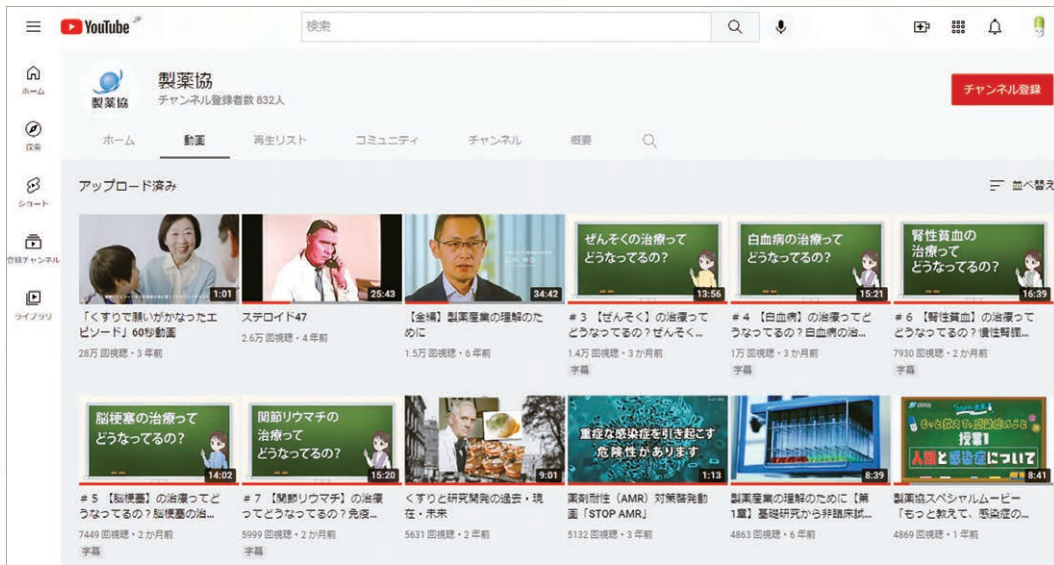 YouTube JP
検索
ホーム
探索
ショート
登録チャンネル
ライブラリ
製薬協
製薬協
チャンネル登録者数 832人
チャンネル登録
ホーム 動画 再生リスト コミュニティ チャンネル 概要
アップロード済み
並べ替え
1:01
「くすりで願いがかなったエ
ピソード」60秒動画
28万 回視聴・3 年前
25:43
ステロイド47
2.6万 回視聴・4 年前
34:42
【全編】製薬産業の理解のた
めに
1.5万 回視聴・6 年前
ぜんそくの治療って
どうなってるの?
13:56
#3 【ぜんそく】の治療って
どうなってるの?ぜんそく...
1.4万 回視聴・3 か月前
字幕
白血病の治療って
どうなってるの?
15:21
#4 【白血病】の治療ってど
うなってるの?白血病の治...
1万 回視聴・3 か月前
字幕
腎性貧血の
治療って
どうなってるの?
16:39
#6 【腎性貧血】の治療って
どうなってるの?慢性腎臓...
7930 回視聴・2 か月前
字幕
脳梗塞の治療って
どうなってるの?
14:02
#5 【脳梗塞】の治療ってど
うなってるの?脳梗塞の治...
7449 回視聴・2 か月前
字幕
関節リウマチの
治療って
どうなってるの?
15:20
#7 【関節リウマチ】の治療
ってどうなってるの?免疫...
5999 回視聴・2 か月前
字幕
9:01
くすりと研究開発の過去・現
在・未来
5631 回視聴・2 年前
重症な感染症を引き起こす
危険性があります
1:13
薬剤耐性(AMR)対策啓発動
画「STOP AMR」
5132 回視聴・3 年前
8:39
製薬産業の理解のために【第
1章】基礎研究から非臨床試...
4863 回視聴・6 年前
もっと教えて、感染症のこと
授業1
人類と感染症について
8:41
製薬協スペシャルムービー
「もっと教えて、感染症の...
4869 回視聴・1 年前